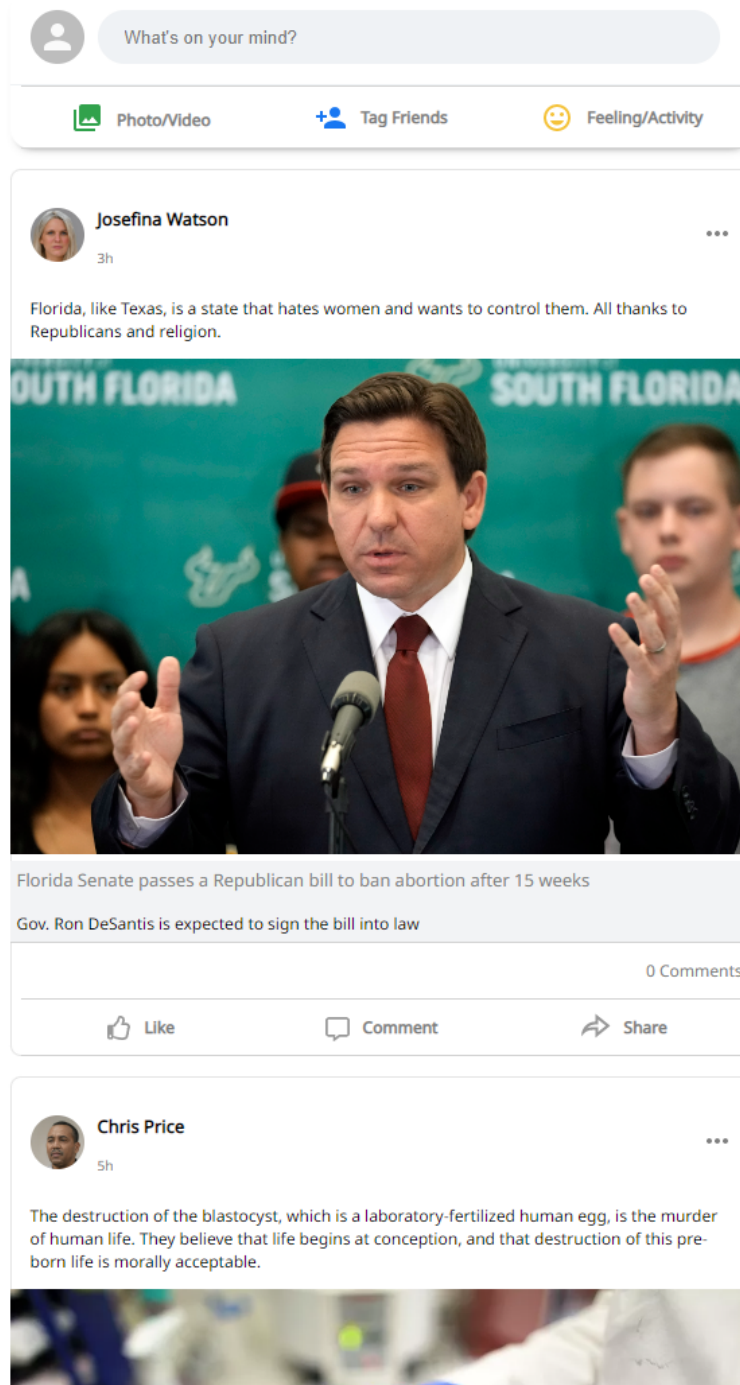 What's on your mind?
Photo/Video
Tag Friends
Feeling/Activity
Josefina Watson
3h
Florida, like Texas, is a state that hates women and wants to control them. All thanks to
Republicans and religion.
OUTH FLORIDA
SOUTH FLORIDA
A
S
Florida Senate passes a Republican bill to ban abortion after 15 weeks
Gov. Ron DeSantis is expected to sign the bill into law
0 Comments
Like
Comment
Share
Chris Price
5h
The destruction of the blastocyst, which is a laboratory-fertilized human egg, is the murder
of human life. They believe that life begins at conception, and that destruction of this pre-
born life is morally acceptable.